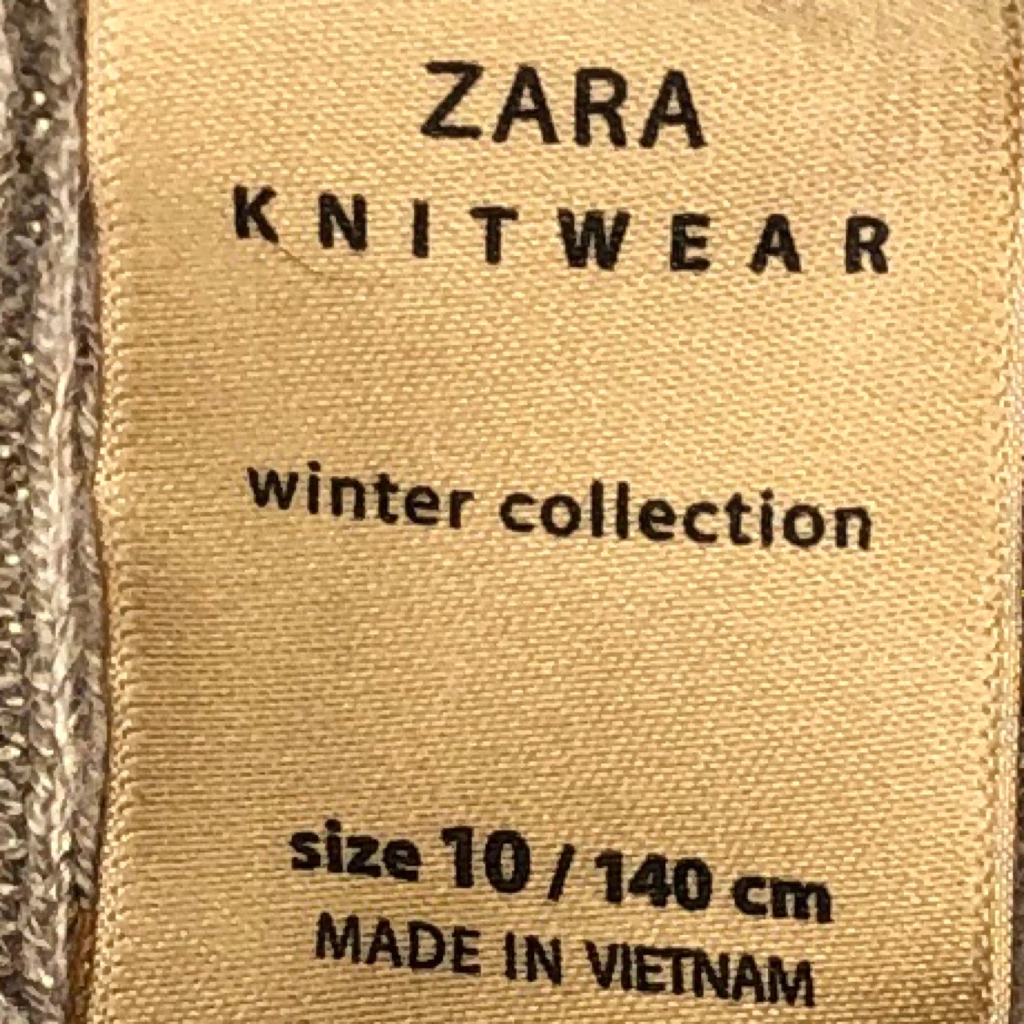 ZARA
KNITWEAR
winter collection
size 10 / 140 cm
MADE IN VIETNAM